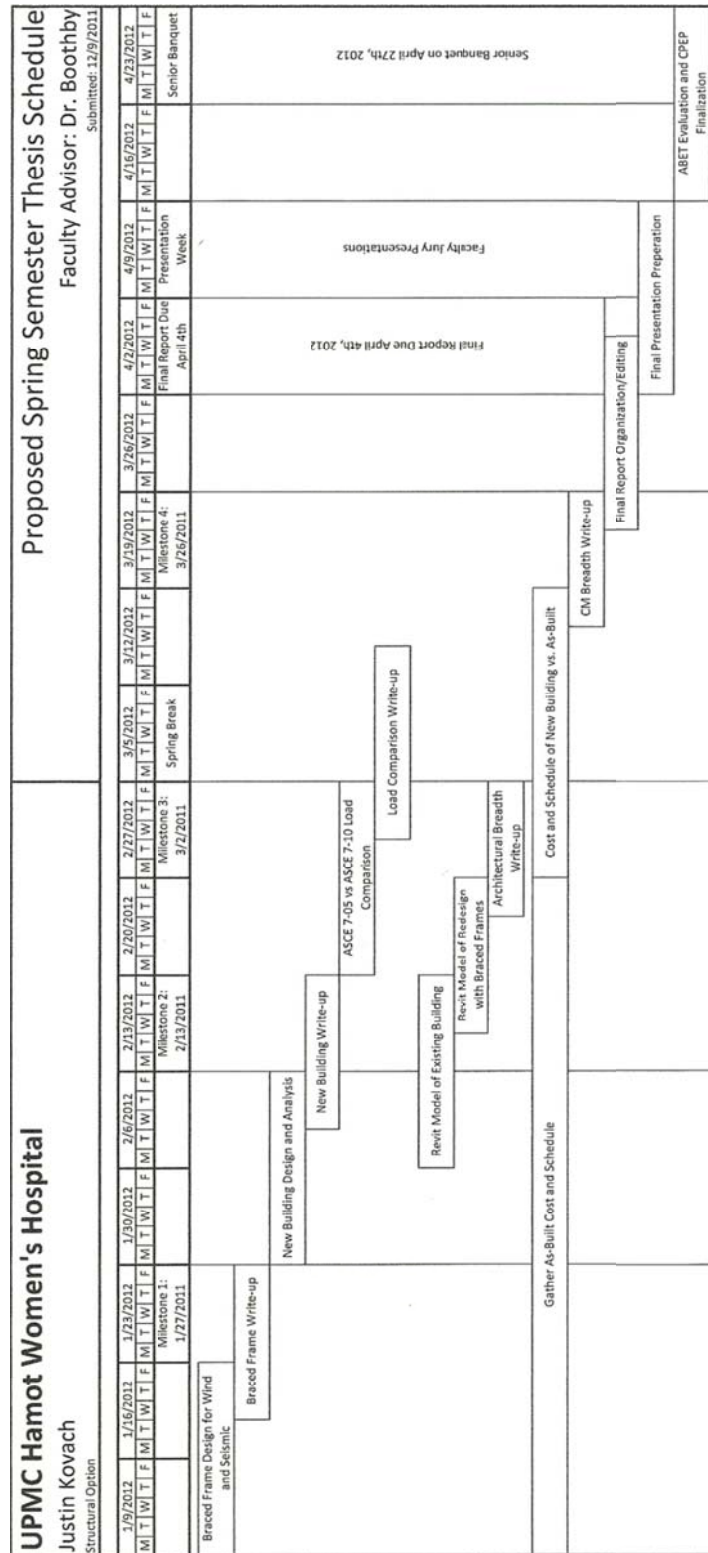 UPMC Hamot Women's Hospital
Proposed Spring Semester Thesis Schedule
Justin Kovach
Faculty Advisor: Dr. Boothby
Structural Option
Submitted: 12/9/2011
1/9/2012 1/16/2012 1/23/2012 1/30/2012 2/6/2012 2/13/2012 2/20/2012 2/27/2012 3/5/2012 3/12/2012 3/19/2012 3/26/2012 4/2/2012 4/9/2012 4/16/2012 4/23/2012
M T W T F M T W T F M T W T F M T W T F M T W T F M T W T F M T W T F M T W T F M T W T F M T W T F M T W T F M T W T F M T W T F M T W T F M T W T F M T W T F
Milestone 1:
1/27/2011
Milestone 2:
2/13/2011
Milestone 3:
3/2/2011
Spring Break
Milestone 4:
3/26/2011
Final Report Due
April 4th
Presentation
Week
Senior Banquet
Braced Frame Design for Wind
and Seismic
Braced Frame Write-up
New Building Design and Analysis
New Building Write-up
ASCE 7-05 vs ASCE 7-10 Load
Comparison
Load Comparison Write-up
Revit Model of Existing Building
Revit Model of Redesign
with Braced Frames
Architectural Breadth
Write-up
Gather As-Built Cost and Schedule
Cost and Schedule of New Building vs. As-Built
CM Breadth Write-up
Final Report Organization/Editing
Final Presentation Preperation
ABET Evaluation and CPEP
Finalization
Final Report Due April 4th, 2012
Faculty Jury Presentations
Senior Banquet on April 27th, 2012